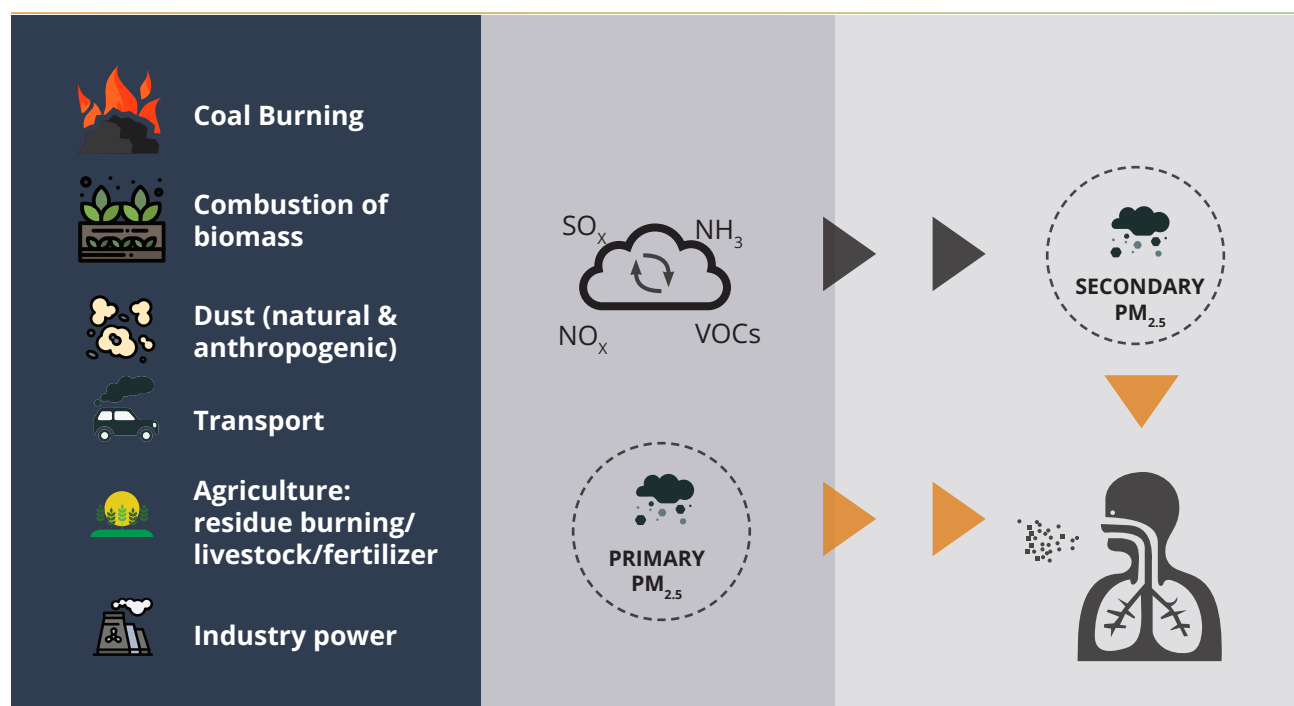 Coal Burning
Combustion of
biomass
Dust (natural &
anthropogenic)
Transport
Agriculture:
residue burning/
livestock/fertilizer
Industry power
SOX
NH3
NOX
VOCs
PRIMARY
PM2.5
SECONDARY
PM2.5